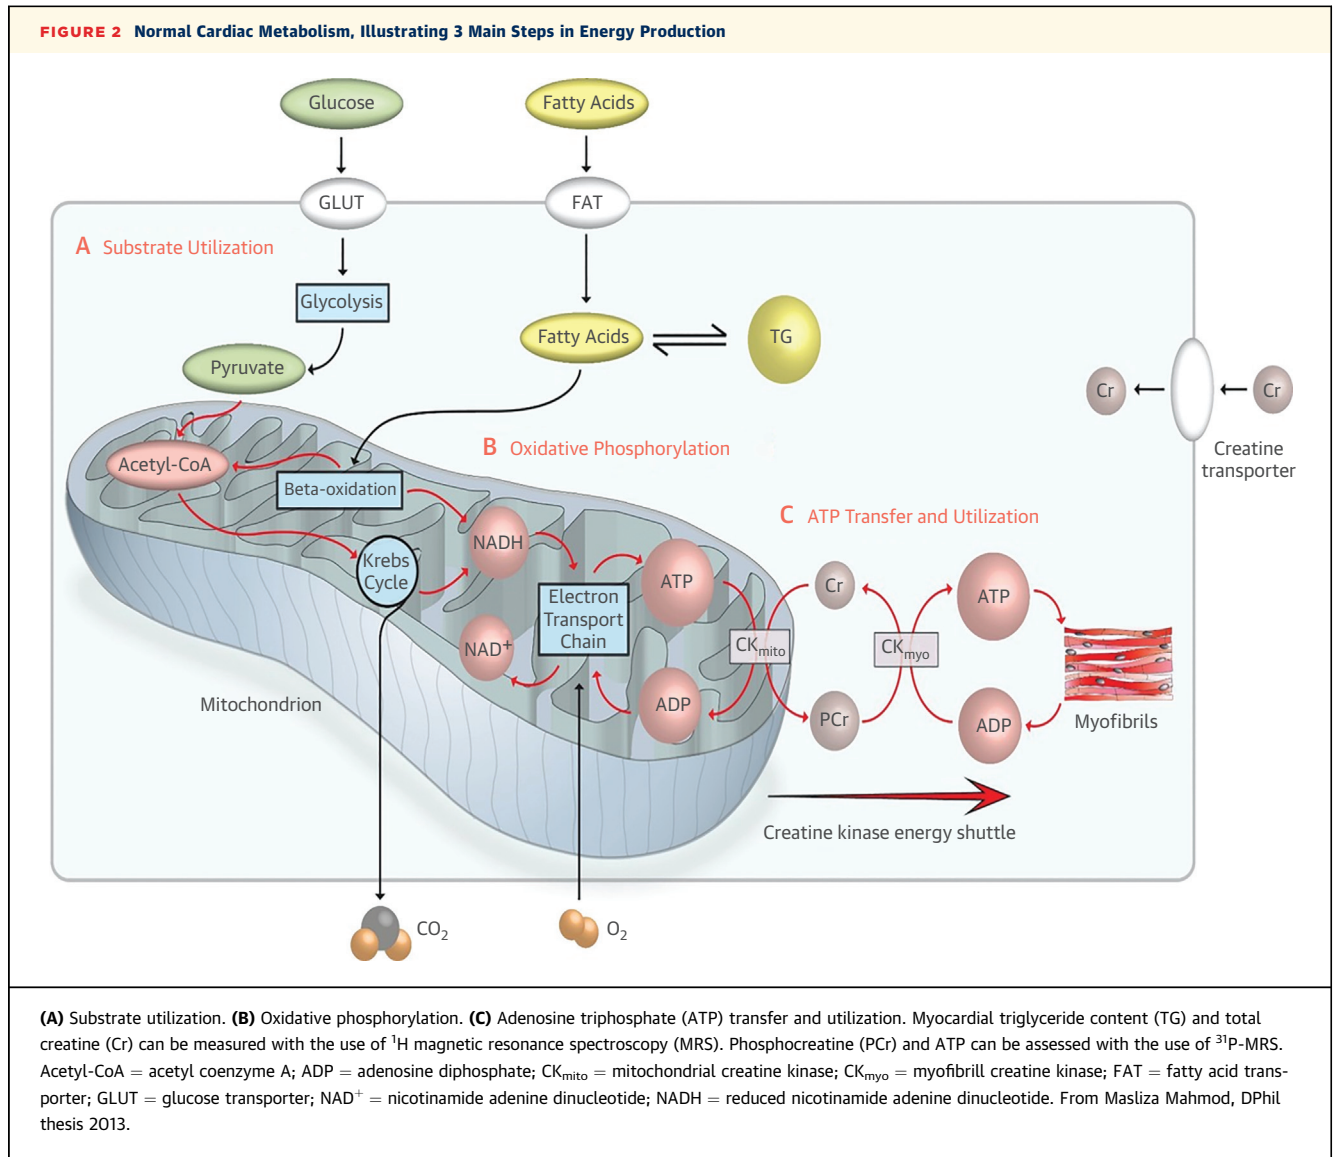 FIGURE 2 Normal Cardiac Metabolism, Illustrating 3 Main Steps in Energy Production
Glucose
Fatty Acids
GLUT
FAT
A Substrate Utilization
Glycolysis
Fatty Acids
TG
Pyruvate
Cr
Cr
Creatine
transporter
B Oxidative Phosphorylation
Acetyl-CoA
Beta-oxidation
C ATP Transfer and Utilization
NADH
Krebs
Cycle
ATP
Electron
Transport
Chain
Cr
ATP
NAD⁺
CKmito
CKmyo
Mitochondrion
ADP
PCr
ADP
Myofibrils
Creatine kinase energy shuttle
CO₂
O₂
(A) Substrate utilization. (B) Oxidative phosphorylation. (C) Adenosine triphosphate (ATP) transfer and utilization. Myocardial triglyceride content (TG) and total
creatine (Cr) can be measured with the use of ¹H magnetic resonance spectroscopy (MRS). Phosphocreatine (PCr) and ATP can be assessed with the use of ³¹P-MRS.
Acetyl-CoA = acetyl coenzyme A; ADP = adenosine diphosphate; CKmito = mitochondrial creatine kinase; CKmyo = myofibrill creatine kinase; FAT = fatty acid trans-
porter; GLUT = glucose transporter; NAD⁺ = nicotinamide adenine dinucleotide; NADH = reduced nicotinamide adenine dinucleotide. From Masliza Mahmod, DPhil
thesis 2013.